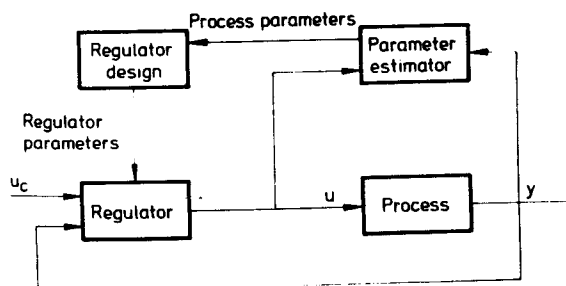 Process parameters
Regulator
design
Parameter
estimator
Regulator
parameters
u_c
Regulator
u
Process
y